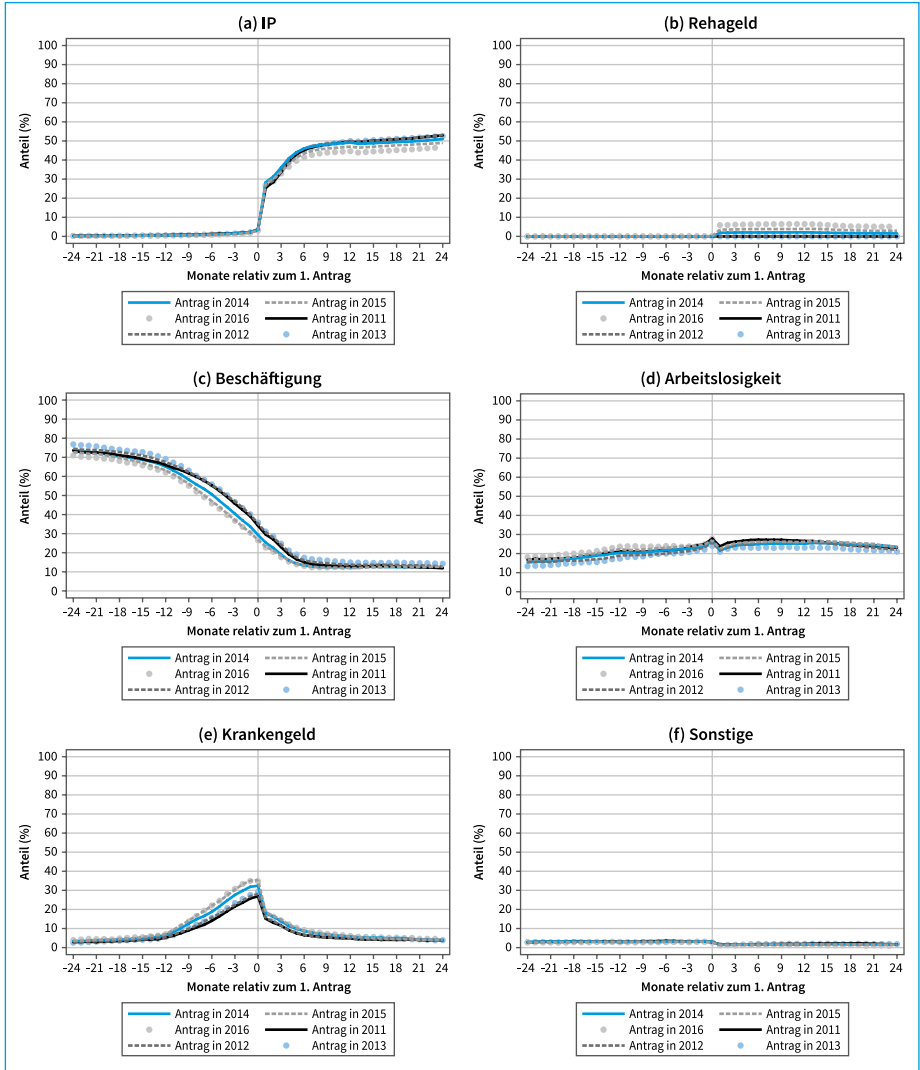 (a) IP
Anteil (%)
100
90
80
70
60
50
40
30
20
10
0
–24 –21 –18 –15 –12 –9 –6 –3 0 3 6 9 12 15 18 21 24
Monate relativ zum 1. Antrag
Antrag in 2014 Antrag in 2015
Antrag in 2016 Antrag in 2011
Antrag in 2012 Antrag in 2013
(b) Rehageld
Anteil (%)
100
90
80
70
60
50
40
30
20
10
0
–24 –21 –18 –15 –12 –9 –6 –3 0 3 6 9 12 15 18 21 24
Monate relativ zum 1. Antrag
Antrag in 2014 Antrag in 2015
Antrag in 2016 Antrag in 2011
Antrag in 2012 Antrag in 2013
(c) Beschäftigung
Anteil (%)
100
90
80
70
60
50
40
30
20
10
0
–24 –21 –18 –15 –12 –9 –6 –3 0 3 6 9 12 15 18 21 24
Monate relativ zum 1. Antrag
Antrag in 2014 Antrag in 2015
Antrag in 2016 Antrag in 2011
Antrag in 2012 Antrag in 2013
(d) Arbeitslosigkeit
Anteil (%)
100
90
80
70
60
50
40
30
20
10
0
–24 –21 –18 –15 –12 –9 –6 –3 0 3 6 9 12 15 18 21 24
Monate relativ zum 1. Antrag
Antrag in 2014 Antrag in 2015
Antrag in 2016 Antrag in 2011
Antrag in 2012 Antrag in 2013
(e) Krankengeld
Anteil (%)
100
90
80
70
60
50
40
30
20
10
0
–24 –21 –18 –15 –12 –9 –6 –3 0 3 6 9 12 15 18 21 24
Monate relativ zum 1. Antrag
Antrag in 2014 Antrag in 2015
Antrag in 2016 Antrag in 2011
Antrag in 2012 Antrag in 2013
(f) Sonstige
Anteil (%)
100
90
80
70
60
50
40
30
20
10
0
–24 –21 –18 –15 –12 –9 –6 –3 0 3 6 9 12 15 18 21 24
Monate relativ zum 1. Antrag
Antrag in 2014 Antrag in 2015
Antrag in 2016 Antrag in 2011
Antrag in 2012 Antrag in 2013